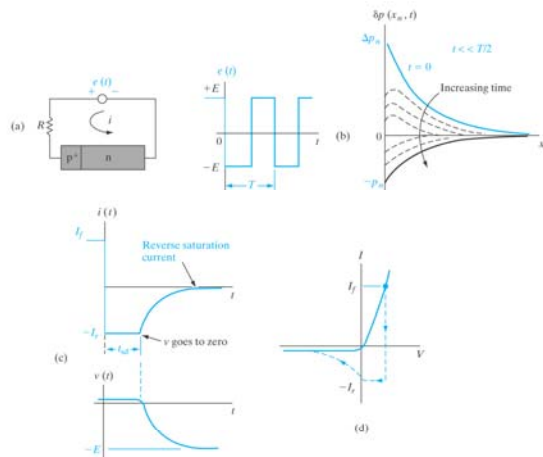 e (t)
+ −
R
i
(a)
p+ n
e (t)
+E
0
t
−E
T
δp (xn, t)
Δpn
t < < T/2
t = 0
Increasing time
(b)
0
−pn
i (t)
If
Reverse saturation
current
t
−Ir
tsd
v goes to zero
(c)
v (t)
t
−E
I
If
V
−Ir
(d)